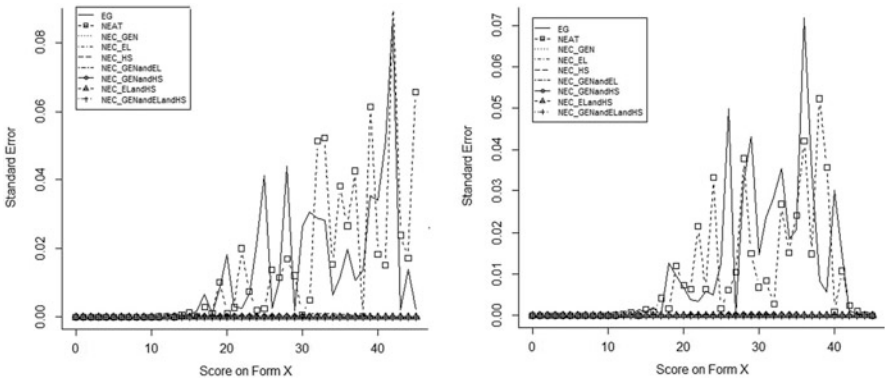 EG
NEAT
NEC_GEN
NEC_EL
NEC_HS
NEC_GENandEL
NEC_GENandHS
NEC_ELandHS
NEC_GENandELandHS
Standard Error
0.00
0.02
0.04
0.06
0.08
0
10
20
30
40
Score on Form X
EG
NEAT
NEC_GEN
NEC_EL
NEC_HS
NEC_GENandEL
NEC_GENandHS
NEC_ELandHS
NEC_GENandELandHS
Standard Error
0.00
0.01
0.02
0.03
0.04
0.05
0.06
0.07
0
10
20
30
40
Score on Form X